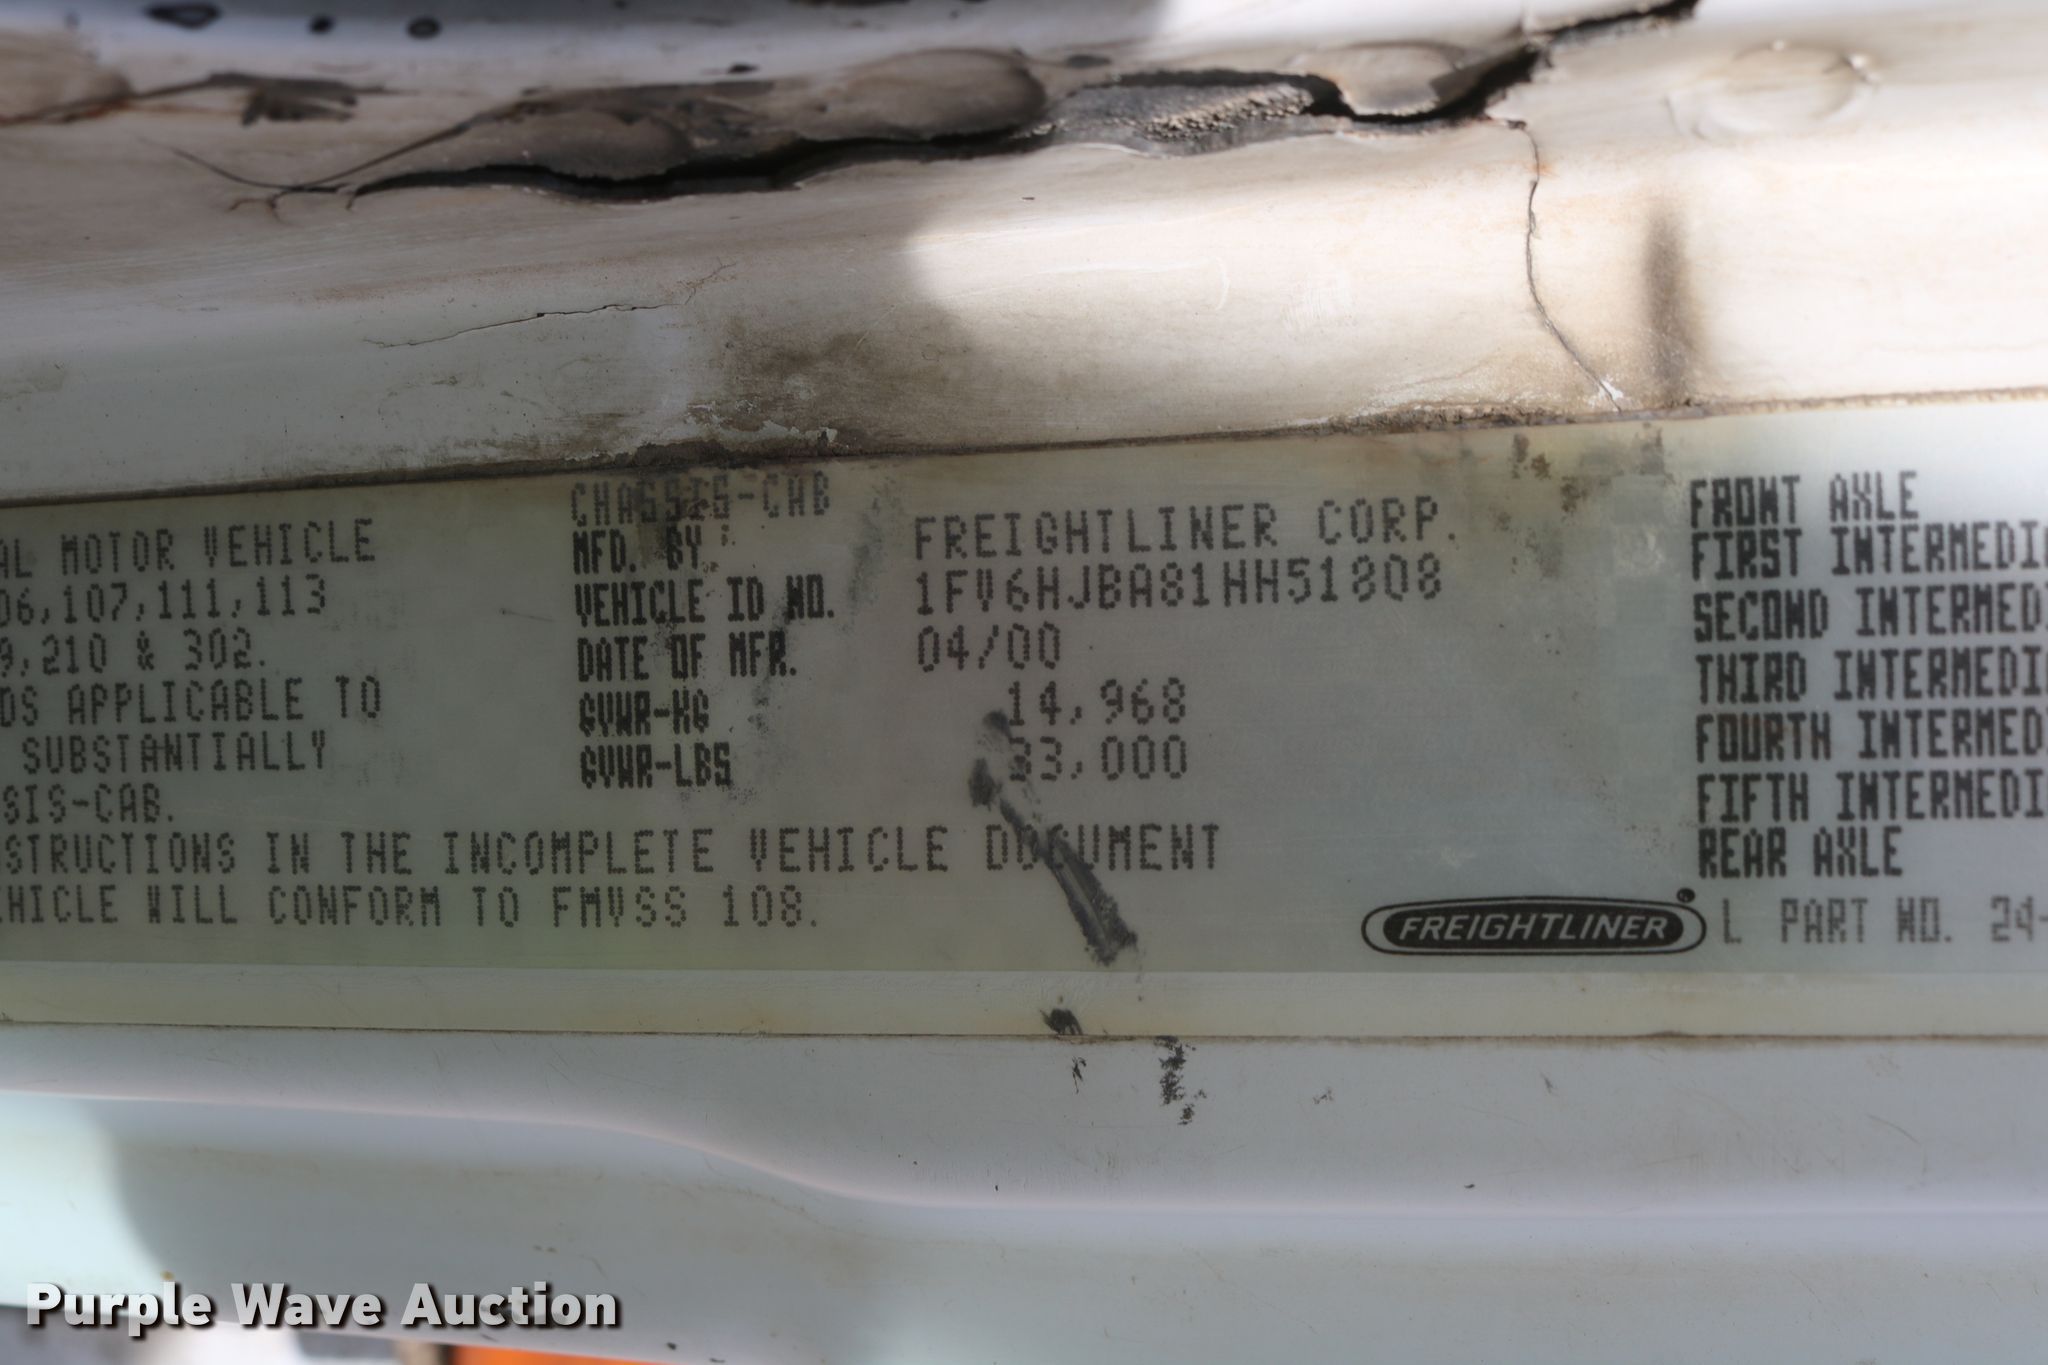 CHASSIS-CAB
AL MOTOR VEHICLE
06,107,111,113
9,210 & 302.
DS APPLICABLE TO
SUBSTANTIALLY
SIS-CAB.
STRUCTIONS IN THE INCOMPLETE VEHICLE DOCUMENT
EHICLE WILL CONFORM TO FMVSS 108.
MFD. BY FREIGHTLINER CORP.
VEHICLE ID NO. 1FV6HJBA81HH51808
DATE OF MFR. 04/00
GVWR-KG 14,968
GVWR-LBS 33,000
FRONT AXLE
FIRST INTERMEDI
SECOND INTERMEDI
THIRD INTERMEDI
FOURTH INTERMEDI
FIFTH INTERMEDI
REAR AXLE
FREIGHTLINER L PART NO. 24-
Purple Wave Auction